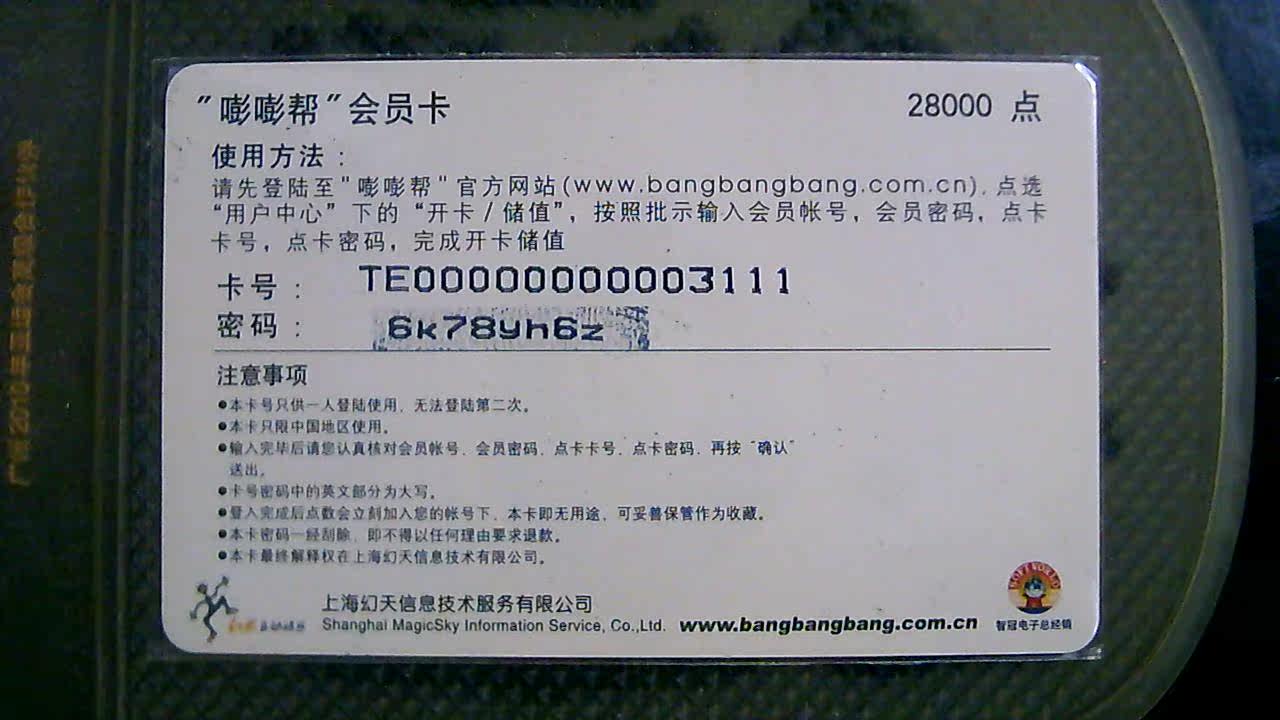 "嘭嘭帮"会员卡
28000 点
使用方法：
请先登陆至"嘭嘭帮"官方网站(www.bangbangbang.com.cn), 点选
“用户中心” 下的 “开卡 / 储值”，按照批示输入会员帐号，会员密码，点卡
卡号，点卡密码，完成开卡储值
卡号： TE00000000003111
密码： 6k78yh6z
注意事项
●本卡号只供一人登陆使用、无法登陆第二次。
●本卡只限中国地区使用。
●输入完毕后请您认真核对会员帐号、会员密码、点卡卡号、点卡密码，再按 “确认”
送出。
●卡号密码中的英文部分为大写。
●登入完成后点数会立刻加入您的帐号下，本卡即无用途，可妥善保管作为收藏。
●本卡密码一经刮除，即不得以任何理由要求退款。
●本卡最终解释权在上海幻天信息技术有限公司。
上海幻天信息技术服务有限公司
Shanghai MagicSky Information Service, Co.,Ltd.
www.bangbangbang.com.cn
智冠电子总经销